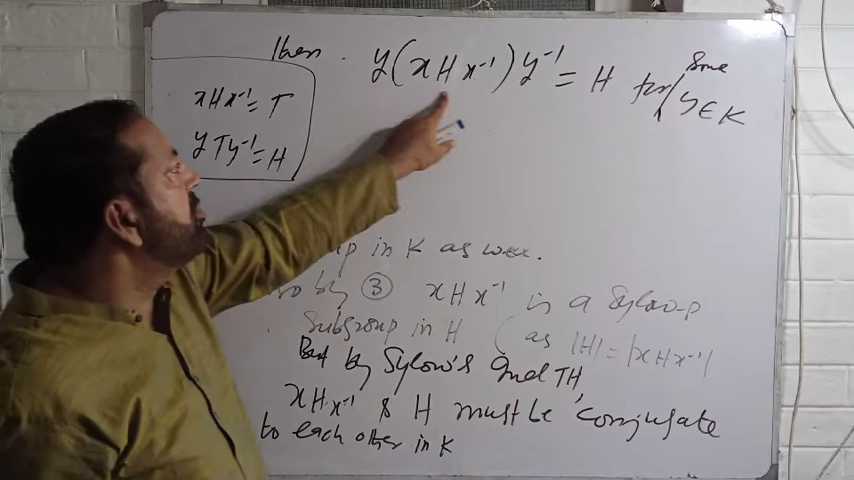 then . y(xHx⁻¹)y⁻¹ = H for some y∈K
xHx⁻¹ = T
yTy⁻¹ = H
in K as well.
by ③ xHx⁻¹ is a Sylow-p
Subgroup in H (as |H| = |xHx⁻¹|
But by Sylow's 2nd TH,
xHx⁻¹ & H must be conjugate
to each other in K